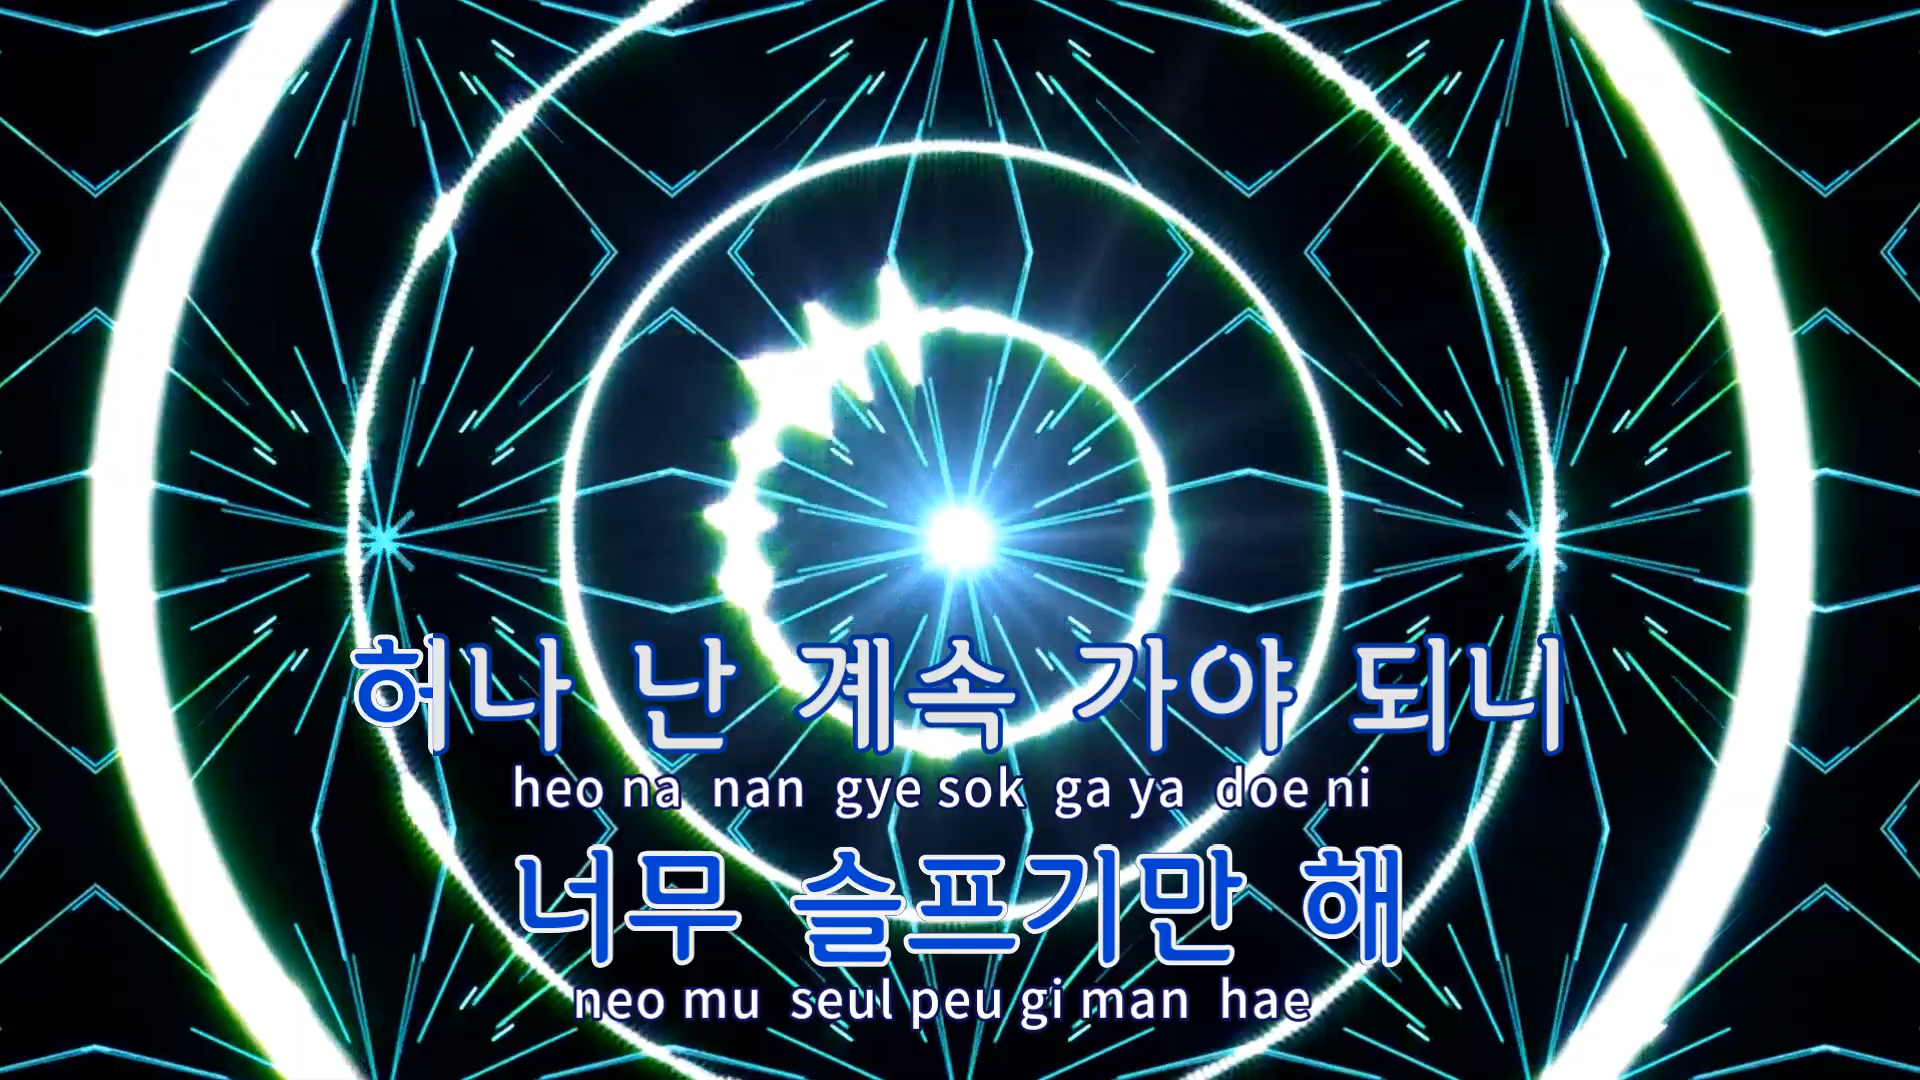 허나 난 계속 가야 되니
heo na nan gye sok ga ya doe ni
너무 슬프기만 해
neo mu seul peu gi man hae